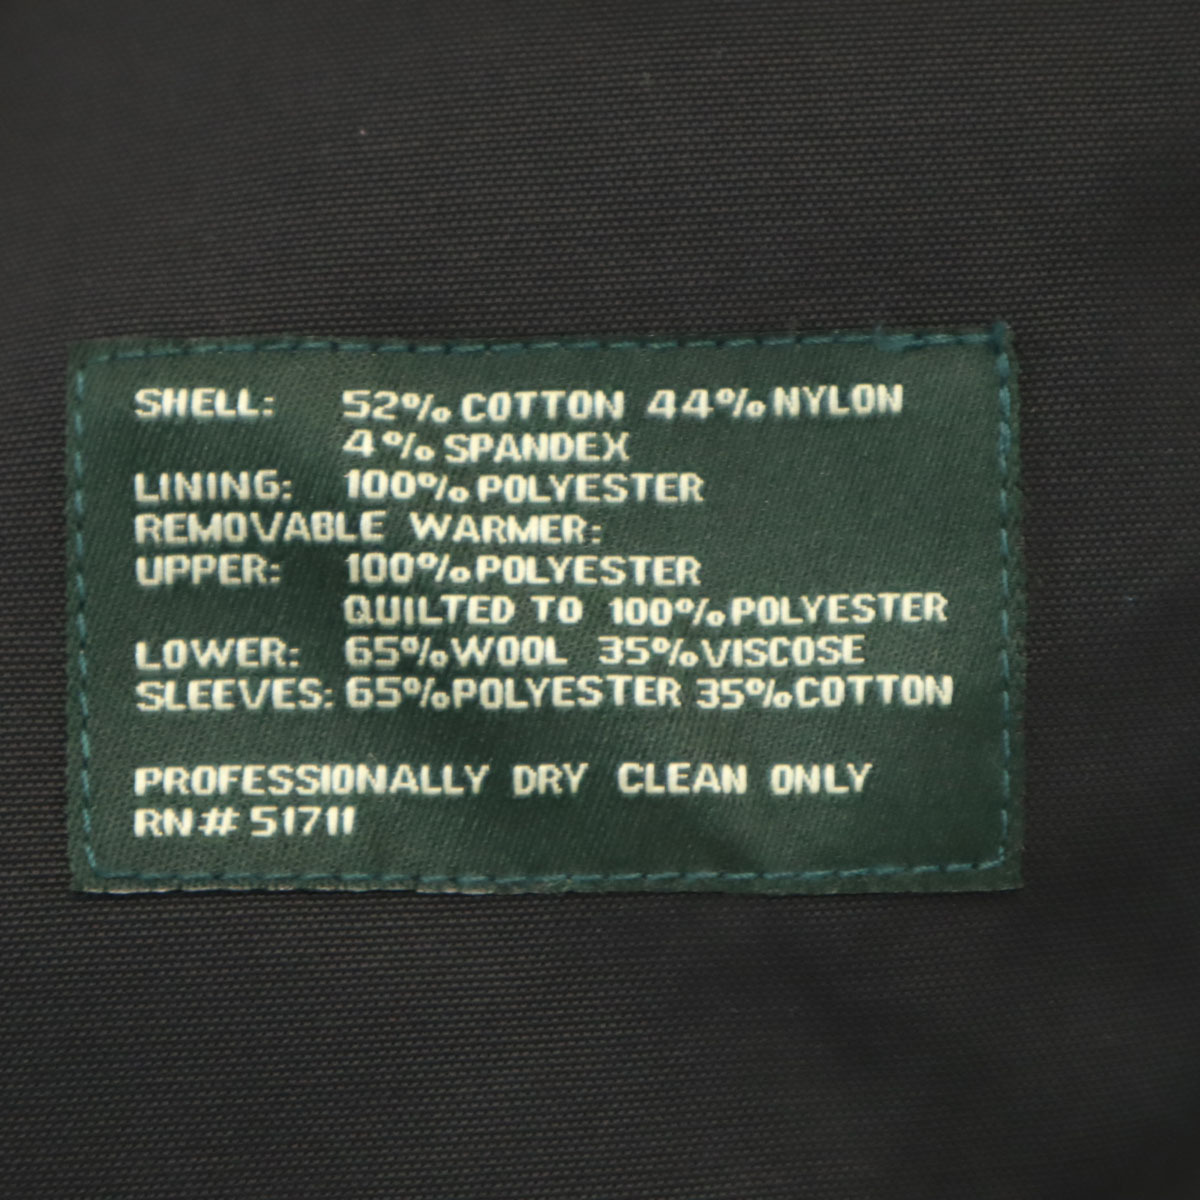 SHELL: 52% COTTON 44% NYLON
4% SPANDEX
LINING: 100% POLYESTER
REMOVABLE WARMER:
UPPER: 100% POLYESTER
QUILTED TO 100% POLYESTER
LOWER: 65% WOOL 35% VISCOSE
SLEEVES: 65% POLYESTER 35% COTTON
PROFESSIONALLY DRY CLEAN ONLY
RN# 51711